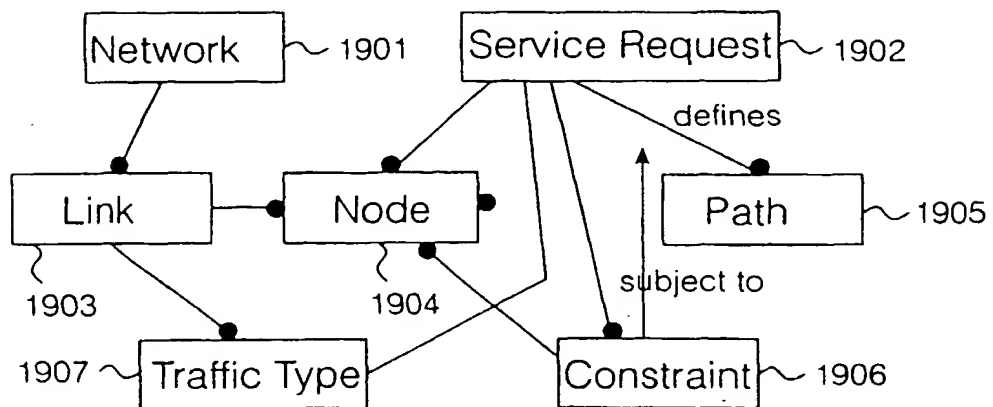 Network
1901
Service Request
1902
defines
Link
Node
Path
1905
1903
1904
subject to
1907
Traffic Type
Constraint
1906